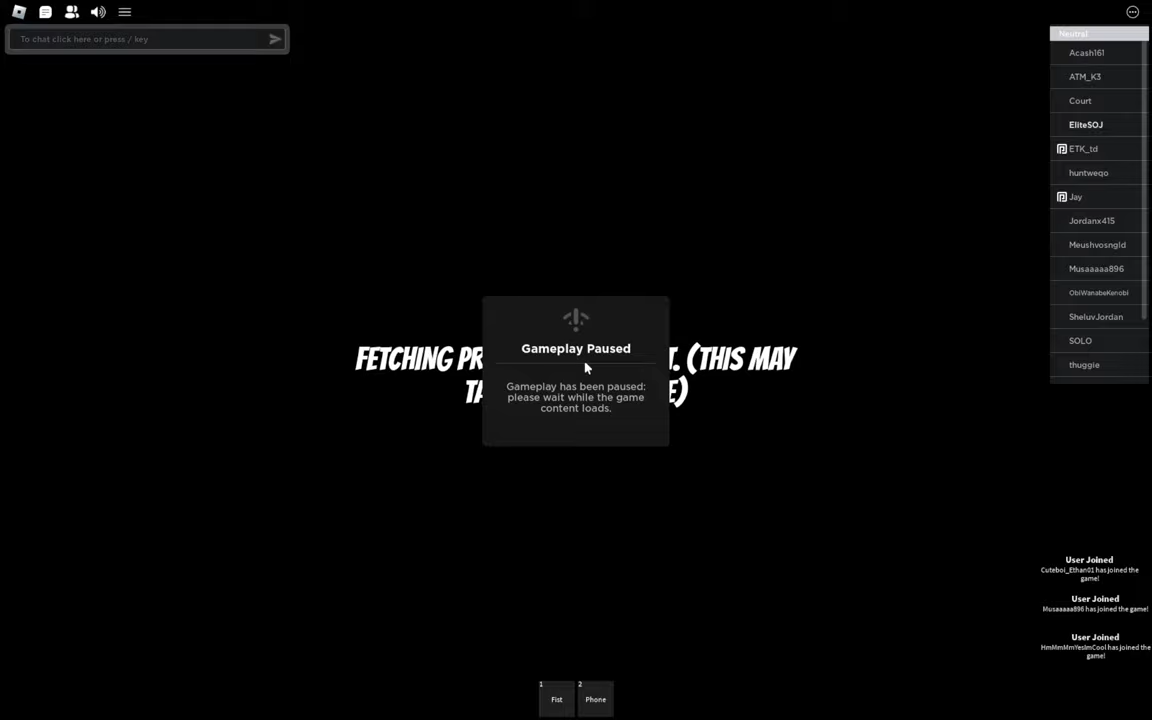 To chat click here or press / key
Neutral
Acash161
ATM_K3
Court
EliteSOJ
ETK_td
huntweqo
Jay
Jordanx415
Meushvosngld
Musaaaaa896
ObiWanabeKenobi
SheluvJordan
SOLO
thuggie
Gameplay Paused
FETCHING PR T. (THIS MAY
Gameplay has been paused:
please wait while the game
content loads.
User Joined
Cuteboi_Ethan01 has joined the
game!
User Joined
Musaaaaa896 has joined the game!
User Joined
HmMmMmYesImCool has joined the
game!
1
Fist
2
Phone